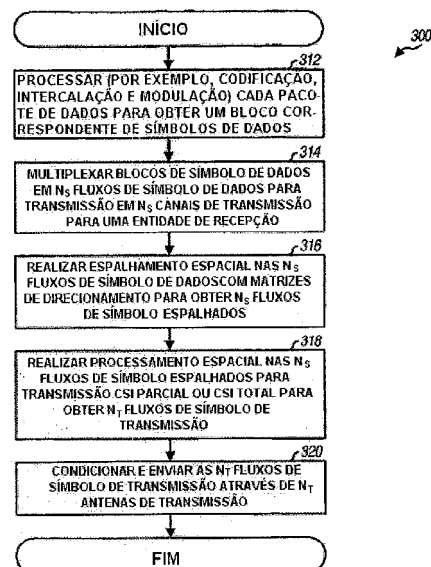 INÍCIO
300
312
PROCESSAR (POR EXEMPLO, CODIFICAÇÃO,
INTERCALAÇÃO E MODULAÇÃO) CADA PACO-
TE DE DADOS PARA OBTER UM BLOCO COR-
RESPONDENTE DE SÍMBOLOS DE DADOS
314
MULTIPLEXAR BLOCOS DE SÍMBOLO DE DADOS
EM NS FLUXOS DE SÍMBOLO DE DADOS PARA
TRANSMISSÃO EM NS CANAIS DE TRANSMISSÃO
PARA UMA ENTIDADE DE RECEPÇÃO
316
REALIZAR ESPALHAMENTO ESPACIAL NAS NS
FLUXOS DE SÍMBOLO DE DADOSCOM MATRIZES
DE DIRECIONAMENTO PARA OBTER NS FLUXOS
DE SÍMBOLO ESPALHADOS
318
REALIZAR PROCESSAMENTO ESPACIAL NAS NS
FLUXOS DE SÍMBOLO ESPALHADOS PARA
TRANSMISSÃO CSI PARCIAL OU CSI TOTAL PARA
OBTER NT FLUXOS DE SÍMBOLO DE
TRANSMISSÃO
320
CONDICIONAR E ENVIAR AS NT FLUXOS DE
SÍMBOLO DE TRANSMISSÃO ATRAVÉS DE NT
ANTENAS DE TRANSMISSÃO
FIM